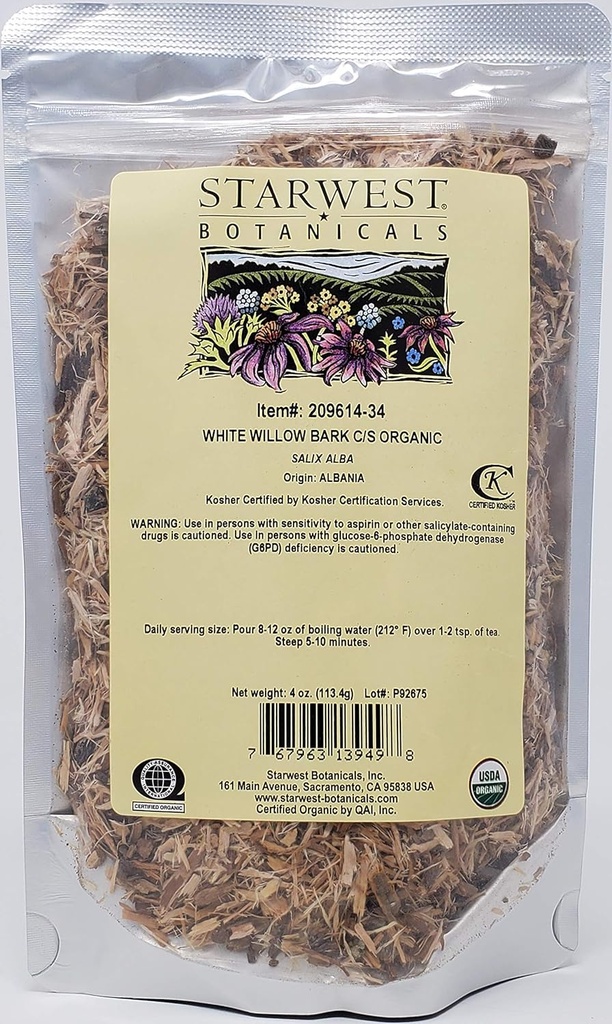 STARWEST®
BOTANICALS
Item#: 209614-34
WHITE WILLOW BARK C/S ORGANIC
SALIX ALBA
Origin: ALBANIA
Kosher Certified by Kosher Certification Services.
K
CERTIFIED KOSHER
WARNING: Use in persons with sensitivity to aspirin or other salicylate-containing
drugs is cautioned. Use in persons with glucose-6-phosphate dehydrogenase
(G6PD) deficiency is cautioned.
Daily serving size: Pour 8-12 oz of boiling water (212° F) over 1-2 tsp. of tea.
Steep 5-10 minutes.
Net weight: 4 oz. (113.4g) Lot#: P92675
7 67963 13949 8
Starwest Botanicals, Inc.
161 Main Avenue, Sacramento, CA 95838 USA
www.starwest-botanicals.com
Certified Organic by QAI, Inc.
CERTIFIED ORGANIC
USDA
ORGANIC